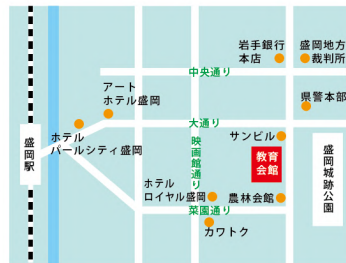 岩手銀行
本店
盛岡地方
裁判所
中央通り
アート
ホテル盛岡
県警本部
大通り
サンビル
ホテル
パールシティ盛岡
盛岡駅
映画館通り
教育
会館
盛岡城跡公園
ホテル
ロイヤル盛岡
農林会館
菜園通り
カワトク